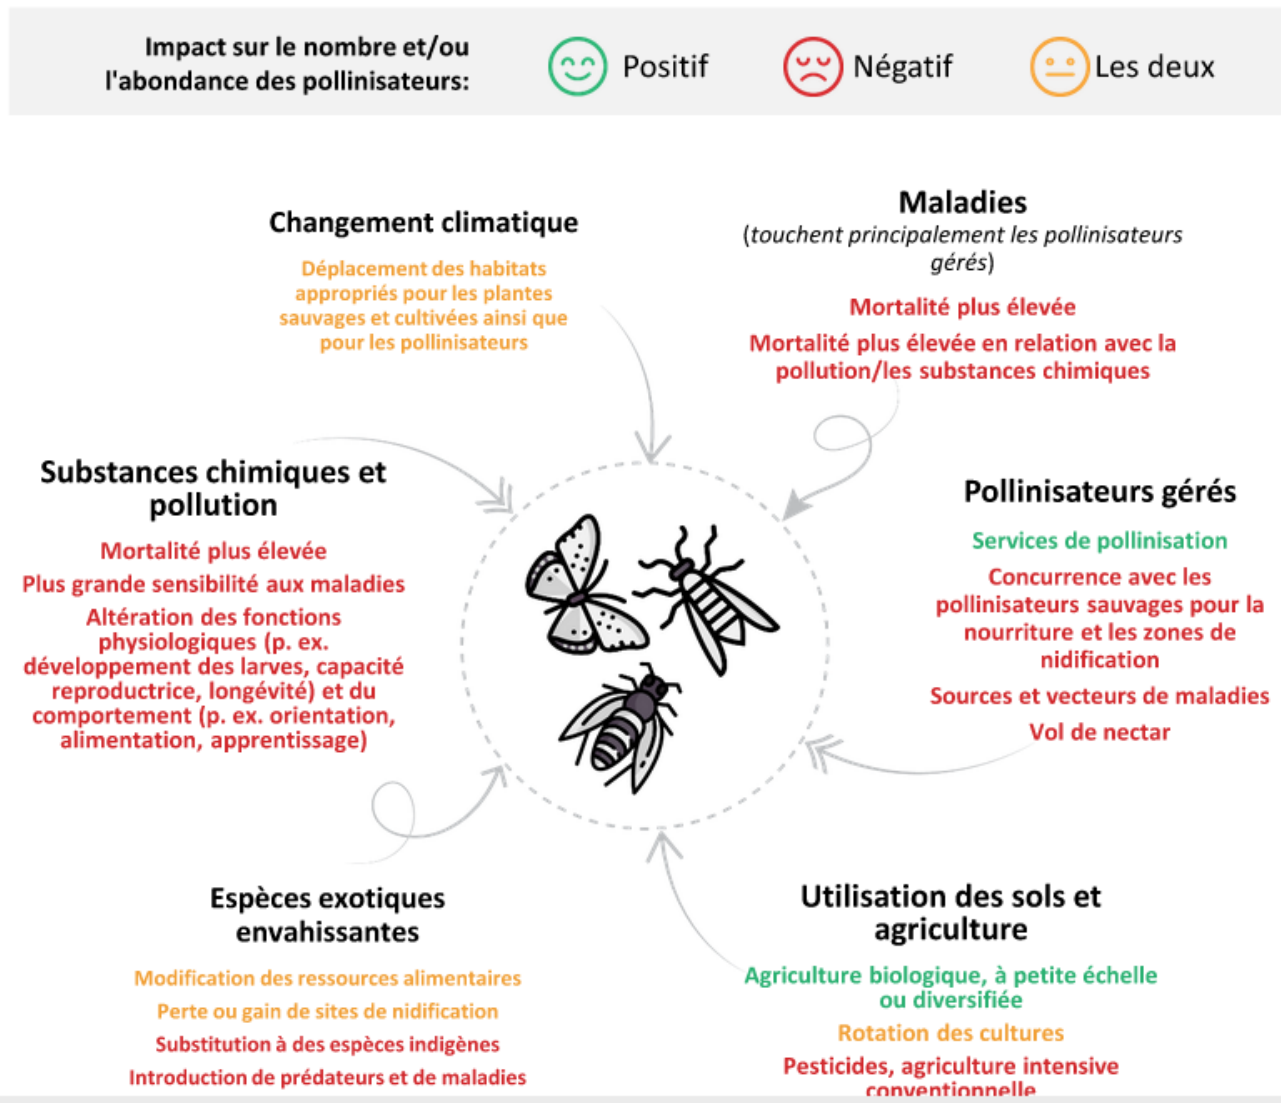 Impact sur le nombre et/ou
l'abondance des pollinisateurs:
Positif
Négatif
Les deux
Changement climatique
Déplacement des habitats
appropriés pour les plantes
sauvages et cultivées ainsi que
pour les pollinisateurs
Maladies
(touchent principalement les pollinisateurs
gérés)
Mortalité plus élevée
Mortalité plus élevée en relation avec la
pollution/les substances chimiques
Substances chimiques et
pollution
Mortalité plus élevée
Plus grande sensibilité aux maladies
Altération des fonctions
physiologiques (p. ex.
développement des larves, capacité
reproductrice, longévité) et du
comportement (p. ex. orientation,
alimentation, apprentissage)
Pollinisateurs gérés
Services de pollinisation
Concurrence avec les
pollinisateurs sauvages pour la
nourriture et les zones de
nidification
Sources et vecteurs de maladies
Vol de nectar
Espèces exotiques
envahissantes
Modification des ressources alimentaires
Perte ou gain de sites de nidification
Substitution à des espèces indigènes
Introduction de prédateurs et de maladies
Utilisation des sols et
agriculture
Agriculture biologique, à petite échelle
ou diversifiée
Rotation des cultures
Pesticides, agriculture intensive
conventionnelle